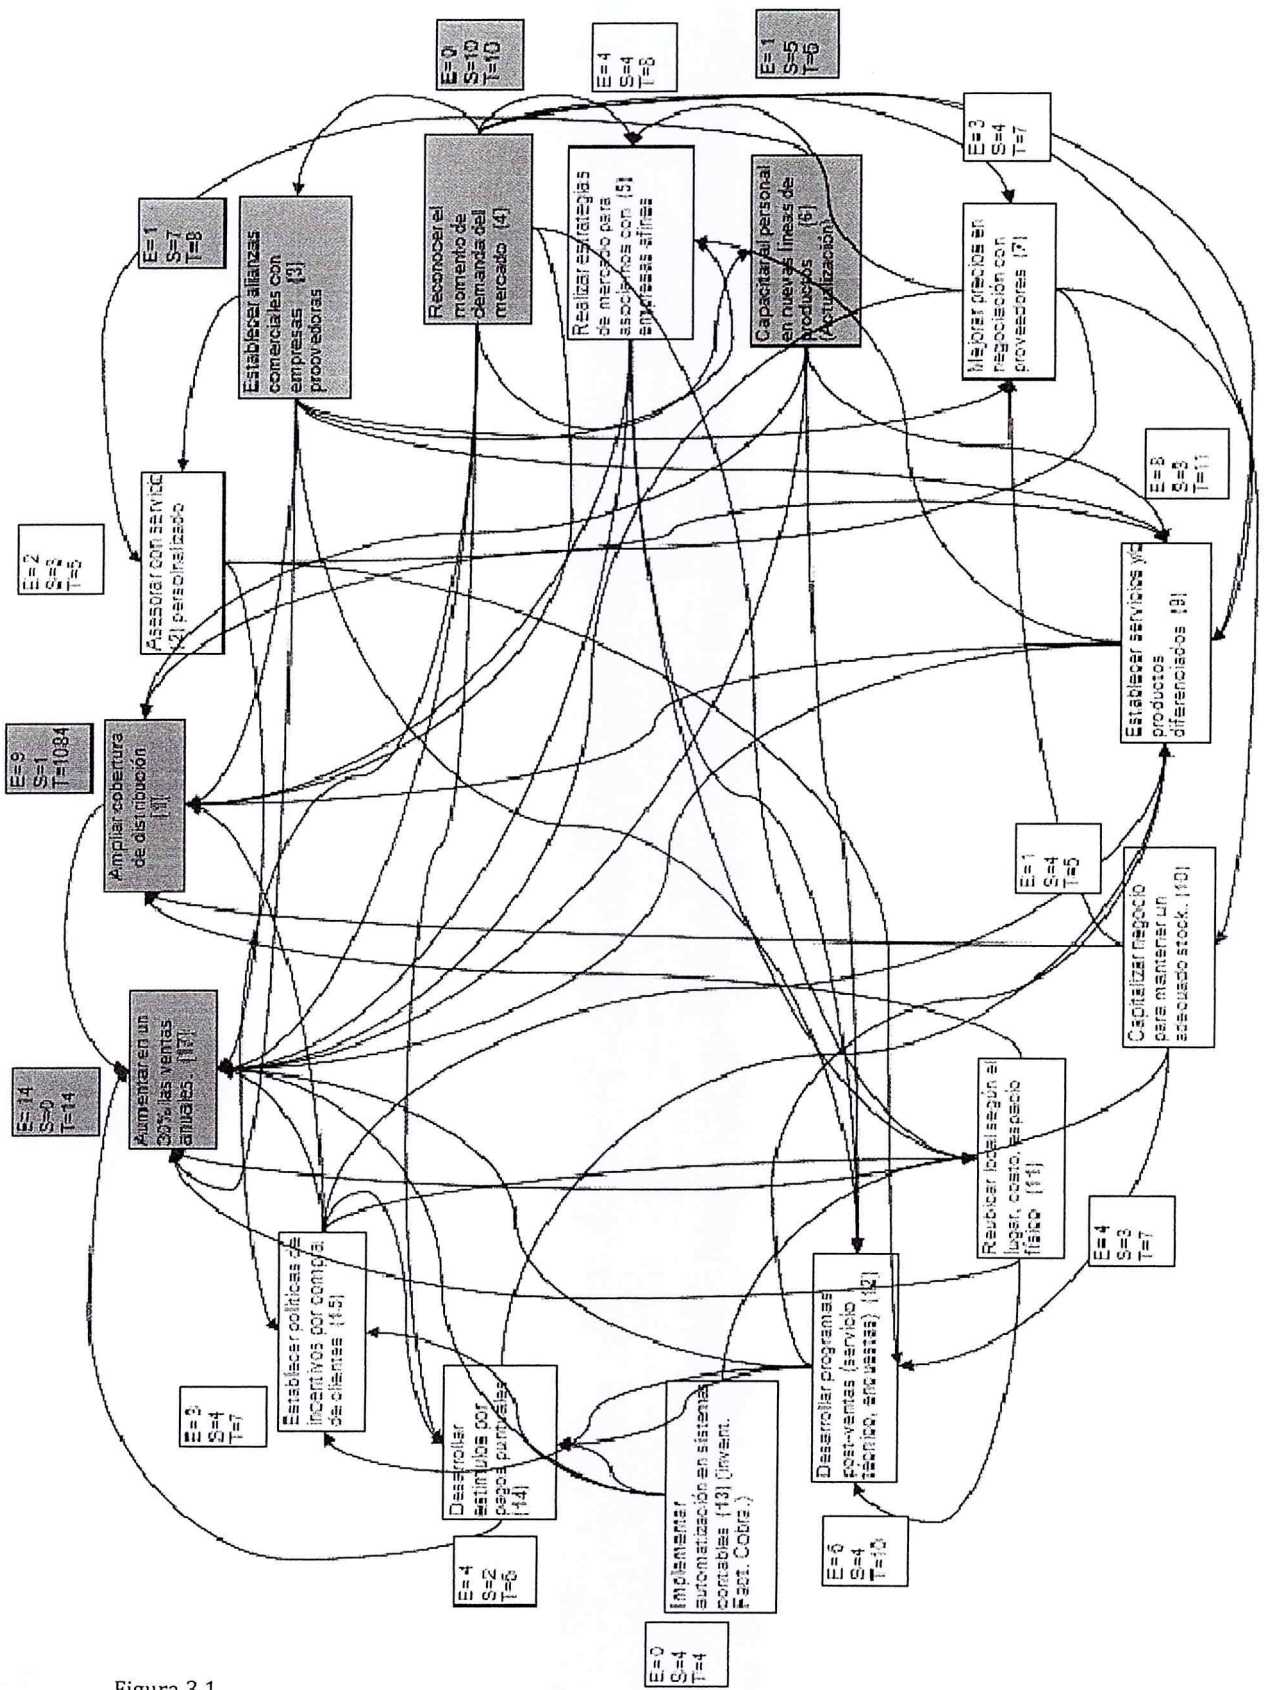 E=14
S=0
T=14
Aumentar en un
30% las ventas
anuales. (17)
E=9
S=1
T=1084
Ampliar cobertura
de distribución
(1)
E=2
S=3
T=5
Asesorar con servicio
(2) personalizado
E=1
S=7
T=8
Establecer alianzas
comerciales con
empresas (3)
proovedoras
E=0
S=10
T=10
Reconocer el
momento de
demanda del
mercado (4)
E=4
S=4
T=8
Realizar estrategias
de mercado para
asociarnos con (5)
empresas afines
E=1
S=5
T=6
Capacitar al personal
en nuevas líneas de
productos (6)
(Actualización)
E=3
S=4
T=7
Mejorar precios en
negociación con
proveedores (7)
E=8
S=3
T=11
Establecer servicios y/o
productos
diferenciados (9)
E=1
S=4
T=5
Capitalizar negocio
para mantener un
adecuado stock. (10)
E=4
S=3
T=7
Reubicar local según el
lugar, costo, espacio
físico (11)
E=6
S=4
T=10
Desarrollar programas
post-ventas (servicio
técnico, encuestas) (12)
E=0
S=4
T=4
Implementar
automatización en sistemas
contables (13) (Invent.
Fact. Cobra.)
E=4
S=2
T=6
Desarrollar
estímulos por
pagos puntuales
(14)
E=3
S=4
T=7
Establecer políticas de
incentivos por compra
de clientes (15)
Figura 3.1